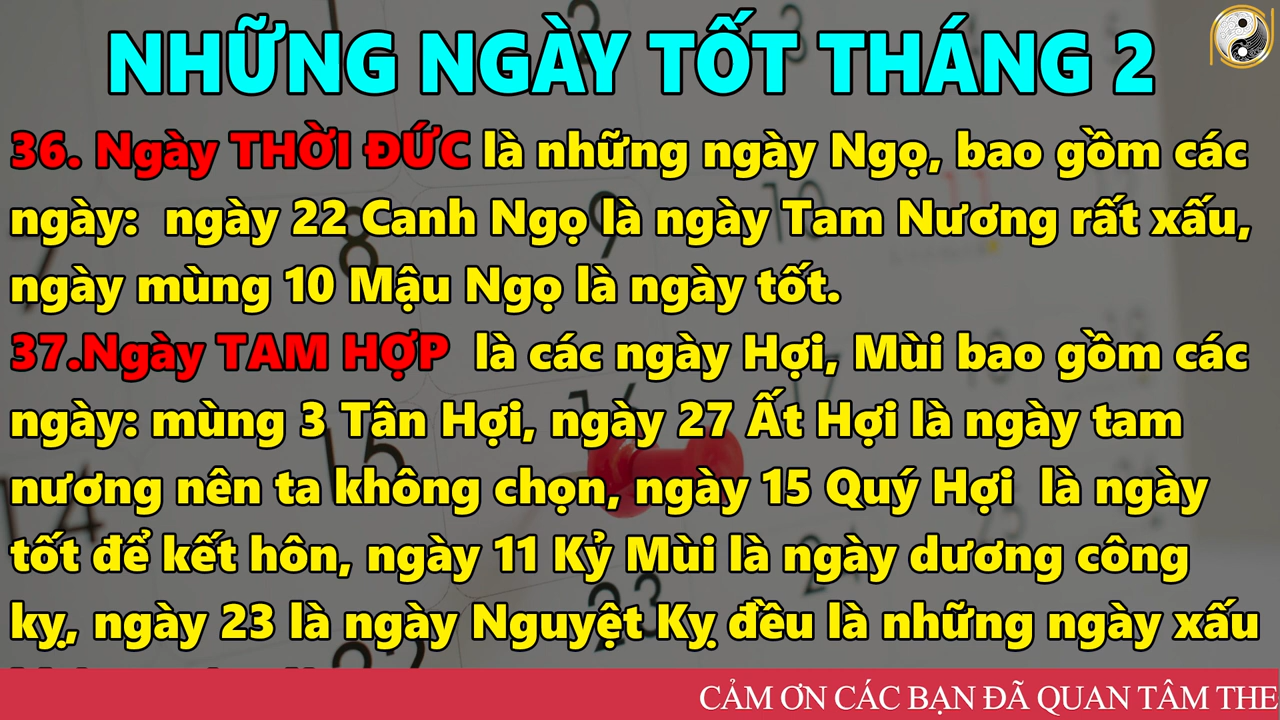 NHỮNG NGÀY TỐT THÁNG 2
36. Ngày THỜI ĐỨC là những ngày Ngọ, bao gồm các
ngày: ngày 22 Canh Ngọ là ngày Tam Nương rất xấu,
ngày mùng 10 Mậu Ngọ là ngày tốt.
37.Ngày TAM HỢP là các ngày Hợi, Mùi bao gồm các
ngày: mùng 3 Tân Hợi, ngày 27 Ất Hợi là ngày tam
nương nên ta không chọn, ngày 15 Quý Hợi là ngày
tốt để kết hôn, ngày 11 Kỷ Mùi là ngày dương công
kỵ, ngày 23 là ngày Nguyệt Kỵ đều là những ngày xấu
CẢM ƠN CÁC BẠN ĐÃ QUAN TÂM THE